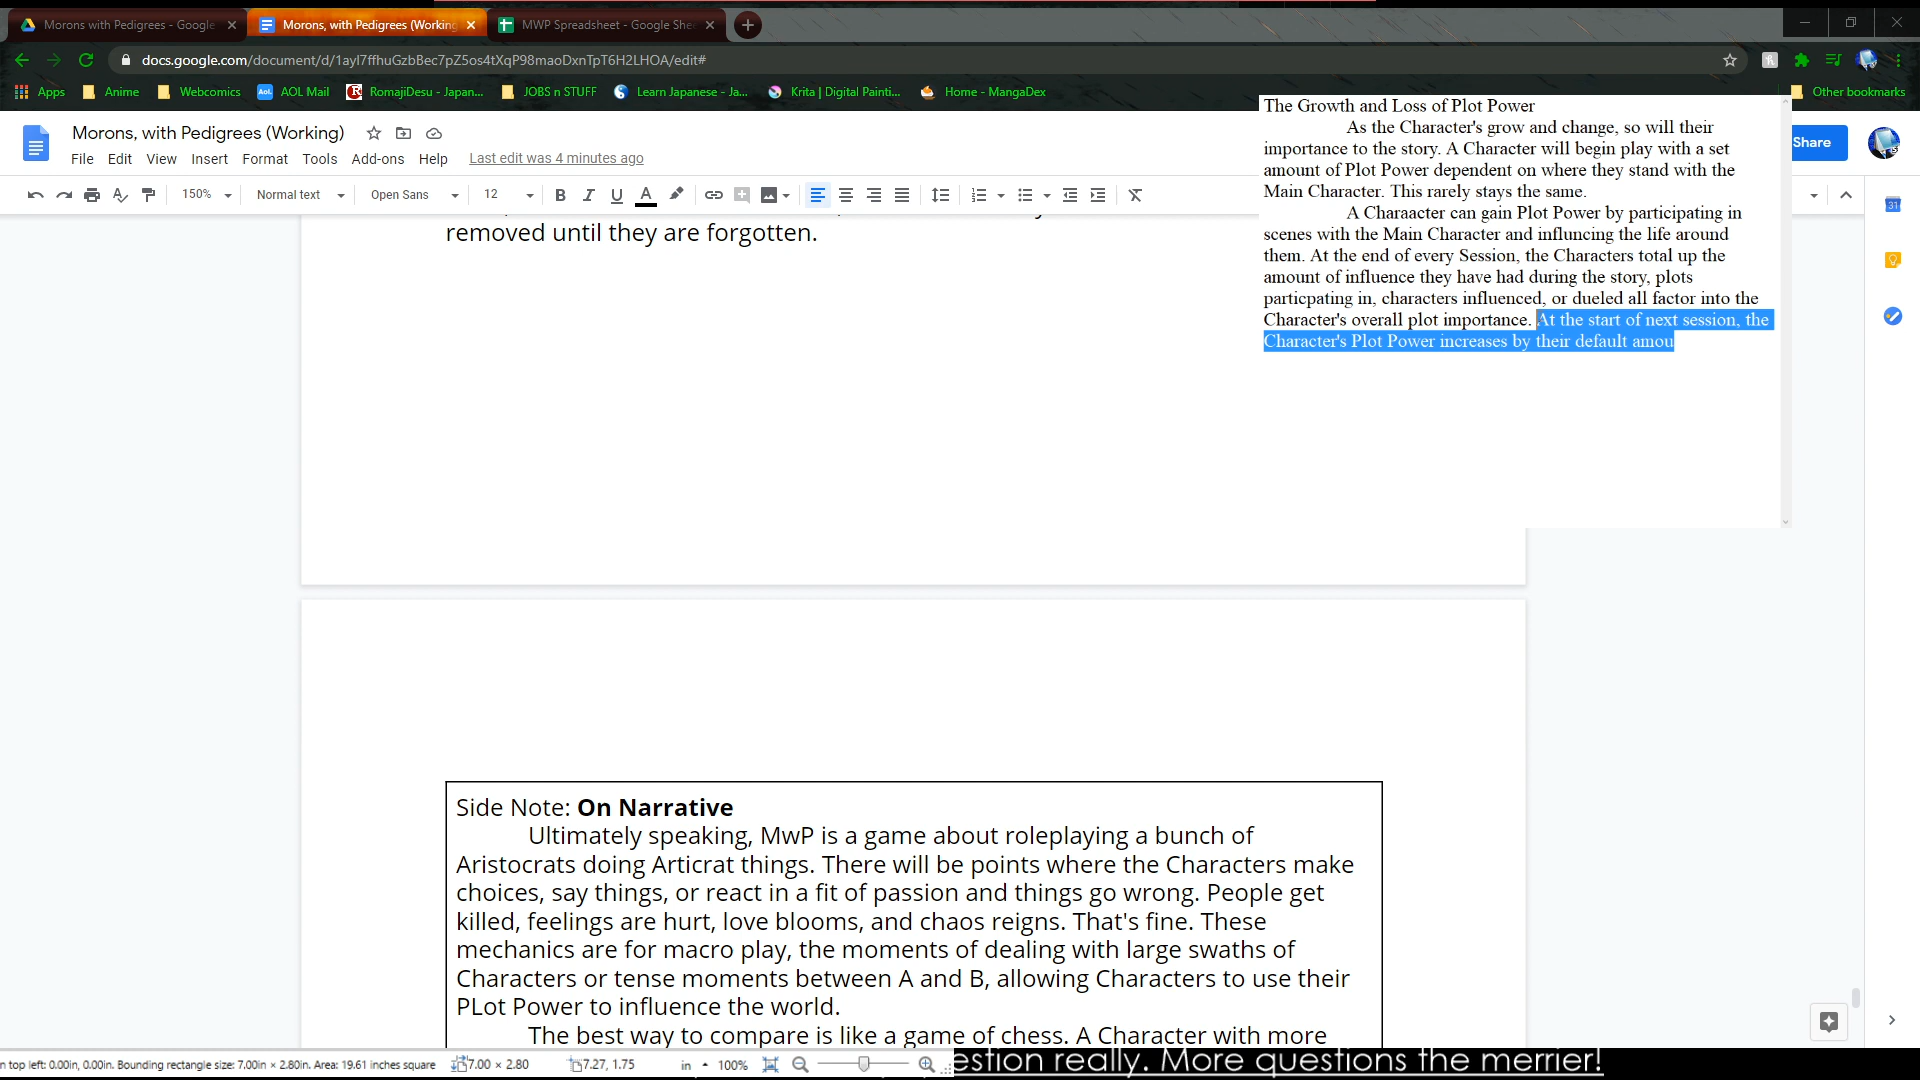 Morons with Pedigrees - Google
Morons, with Pedigrees (Working
MWP Spreadsheet - Google She
docs.google.com/document/d/1ayl7ffhuGzbBec7pZ5os4tXqP98maoDxnTpT6H2LHOA/edit#
Apps
Anime
Webcomics
AOL Mail
RomajiDesu - Japan...
JOBS n STUFF
Learn Japanese - Ja...
Krita | Digital Painti...
Home - MangaDex
Other bookmarks
Morons, with Pedigrees (Working)
File Edit View Insert Format Tools Add-ons Help Last edit was 4 minutes ago
Share
150% Normal text Open Sans 12
removed until they are forgotten.
The Growth and Loss of Plot Power
As the Character's grow and change, so will their
importance to the story. A Character will begin play with a set
amount of Plot Power dependent on where they stand with the
Main Character. This rarely stays the same.
A Charaacter can gain Plot Power by participating in
scenes with the Main Character and influncing the life around
them. At the end of every Session, the Characters total up the
amount of influence they have had during the story, plots
particpating in, characters influenced, or dueled all factor into the
Character's overall plot importance. At the start of next session, the
Character's Plot Power increases by their default amou
Side Note: On Narrative
Ultimately speaking, MwP is a game about roleplaying a bunch of
Aristocrats doing Articrat things. There will be points where the Characters make
choices, say things, or react in a fit of passion and things go wrong. People get
killed, feelings are hurt, love blooms, and chaos reigns. That's fine. These
mechanics are for macro play, the moments of dealing with large swaths of
Characters or tense moments between A and B, allowing Characters to use their
PLot Power to influence the world.
The best way to compare is like a game of chess. A Character with more
n top left: 0.00in, 0.00in. Bounding rectangle size: 7.00in × 2.80in. Area: 19.61 inches square
7.00 × 2.80
7.27, 1.75
in
100%
estion really. More questions the merrier!